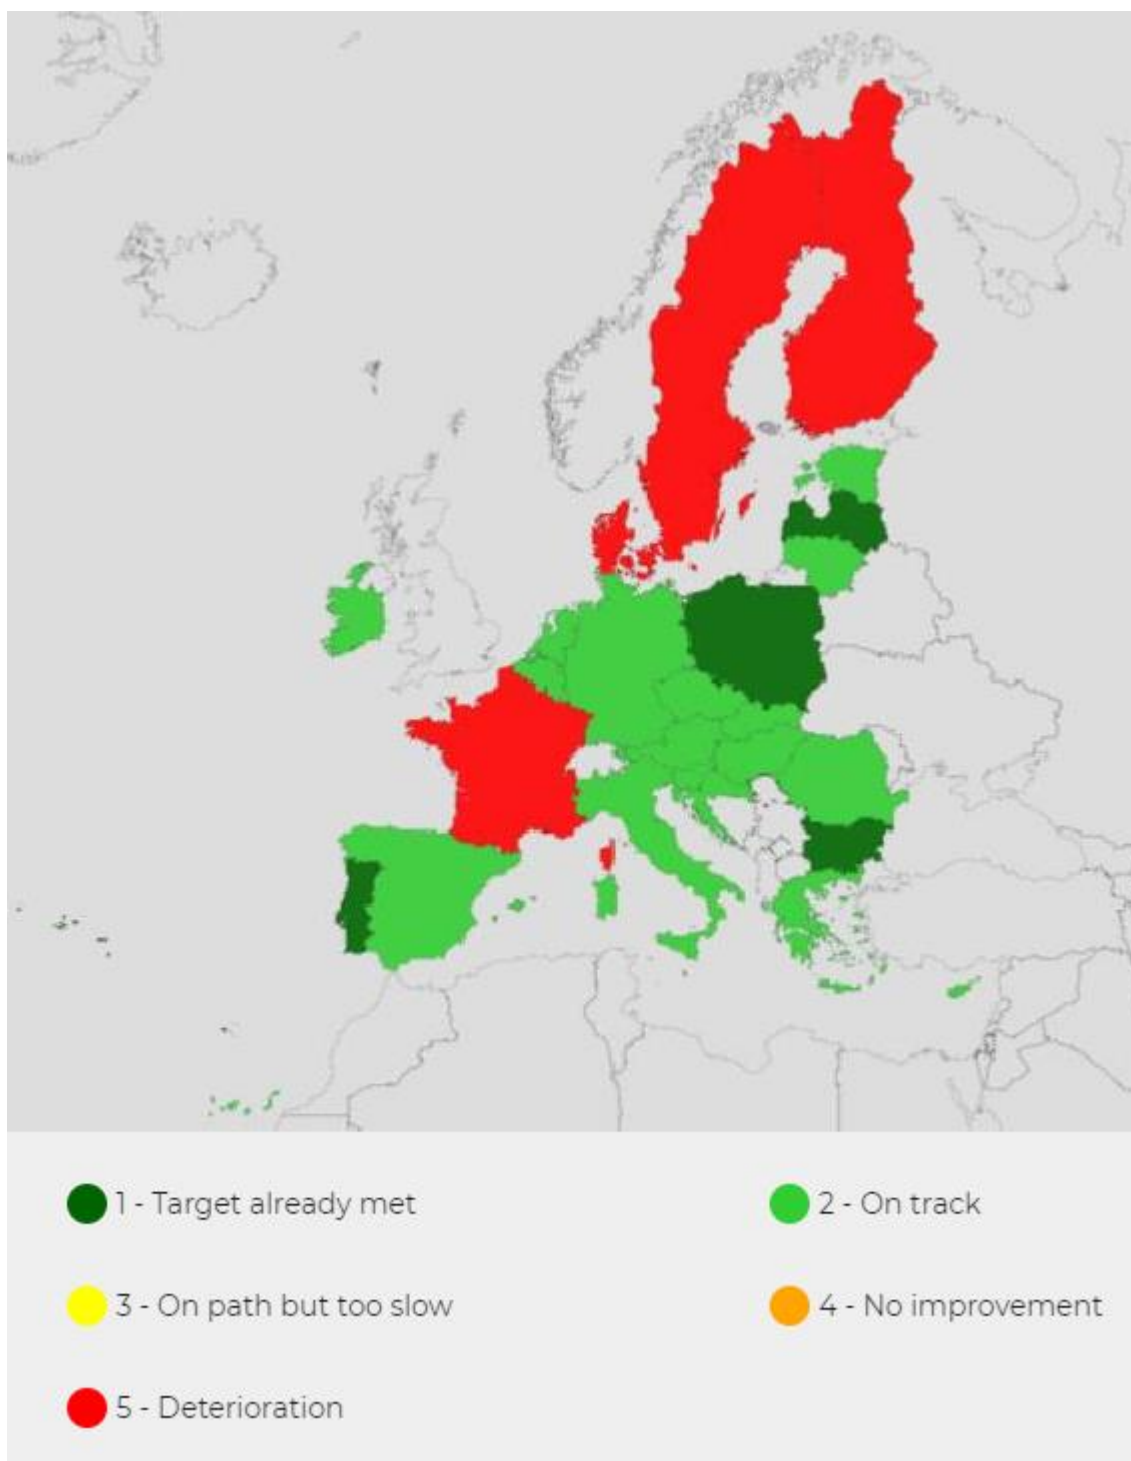 1 - Target already met
2 - On track
3 - On path but too slow
4 - No improvement
5 - Deterioration